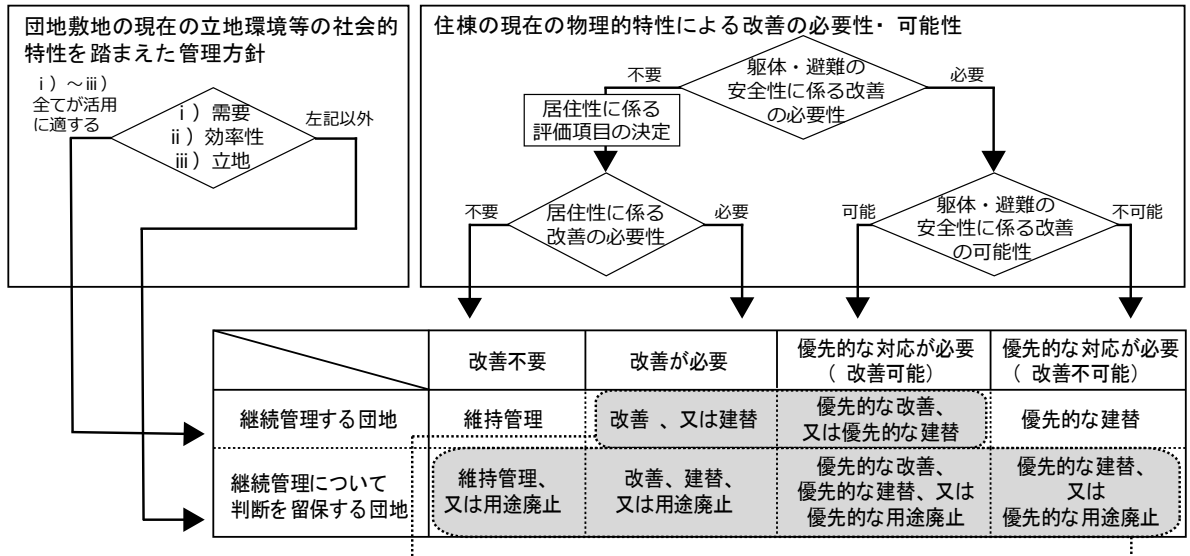 団地敷地の現在の立地環境等の社会的
特性を踏まえた管理方針
ⅰ）～ⅲ）
全てが活用
に適する
ⅰ）需要
ⅱ）効率性
ⅲ）立地
左記以外
住棟の現在の物理的特性による改善の必要性・可能性
不要
躯体・避難の
安全性に係る改善
の必要性
必要
居住性に係る
評価項目の決定
不要
居住性に係る
改善の必要性
必要
可能
躯体・避難の
安全性に係る改善
の可能性
不可能
改善不要
改善が必要
優先的な対応が必要
（改善可能）
優先的な対応が必要
（改善不可能）
継続管理する団地
維持管理
改善、又は建替
優先的な改善、
又は優先的な建替
優先的な建替
継続管理について
判断を留保する団地
維持管理、
又は用途廃止
改善、建替、
又は用途廃止
優先的な改善、
優先的な建替、又は
優先的な用途廃止
優先的な建替、
又は
優先的な用途廃止